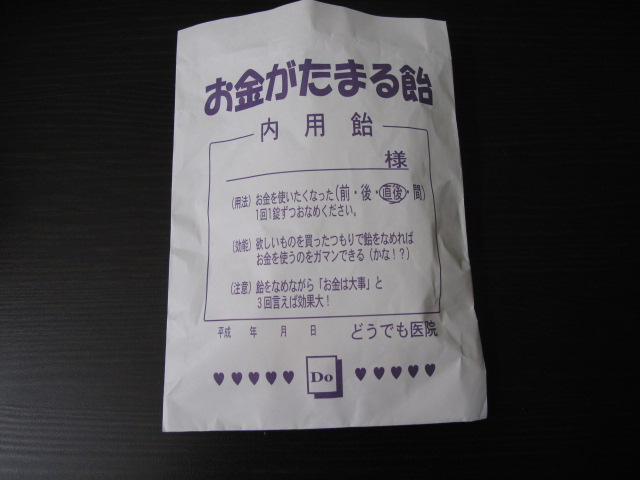 お金がたまる飴
内用飴
様
(用法) お金を使いたくなった(前・後・直後・間)
1回1錠ずつおなめください。
(効能) 欲しいものを買ったつもりで飴をなめれば
お金を使うのをガマンできる(かな!?)
(注意) 飴をなめながら「お金は大事」と
3回言えば効果大!
平成 年 月 日 どうでも医院
♥♥♥♥♥ Do ♥♥♥♥♥